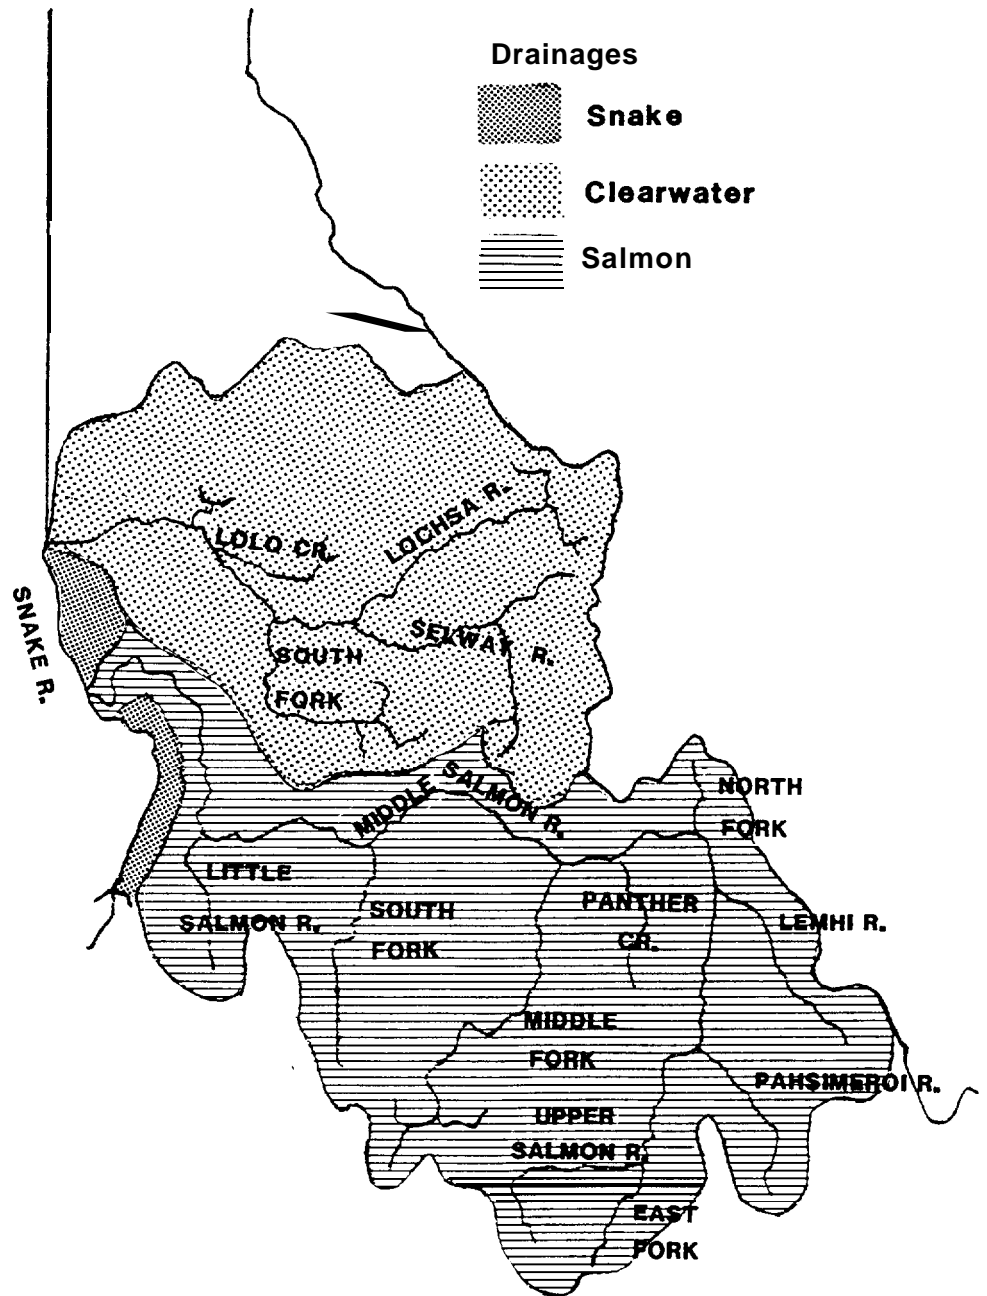 Drainages
Snake
Clearwater
Salmon
LOLO CR.
LOCHSA R.
SNAKE R.
SELWAY R.
SOUTH
FORK
MIDDLE SALMON R.
NORTH
FORK
LITTLE
SALMON R.
SOUTH
FORK
PANTHER
CR.
LEMHI R.
MIDDLE
FORK
PAHSIMEROI R.
UPPER
SALMON R.
EAST
FORK